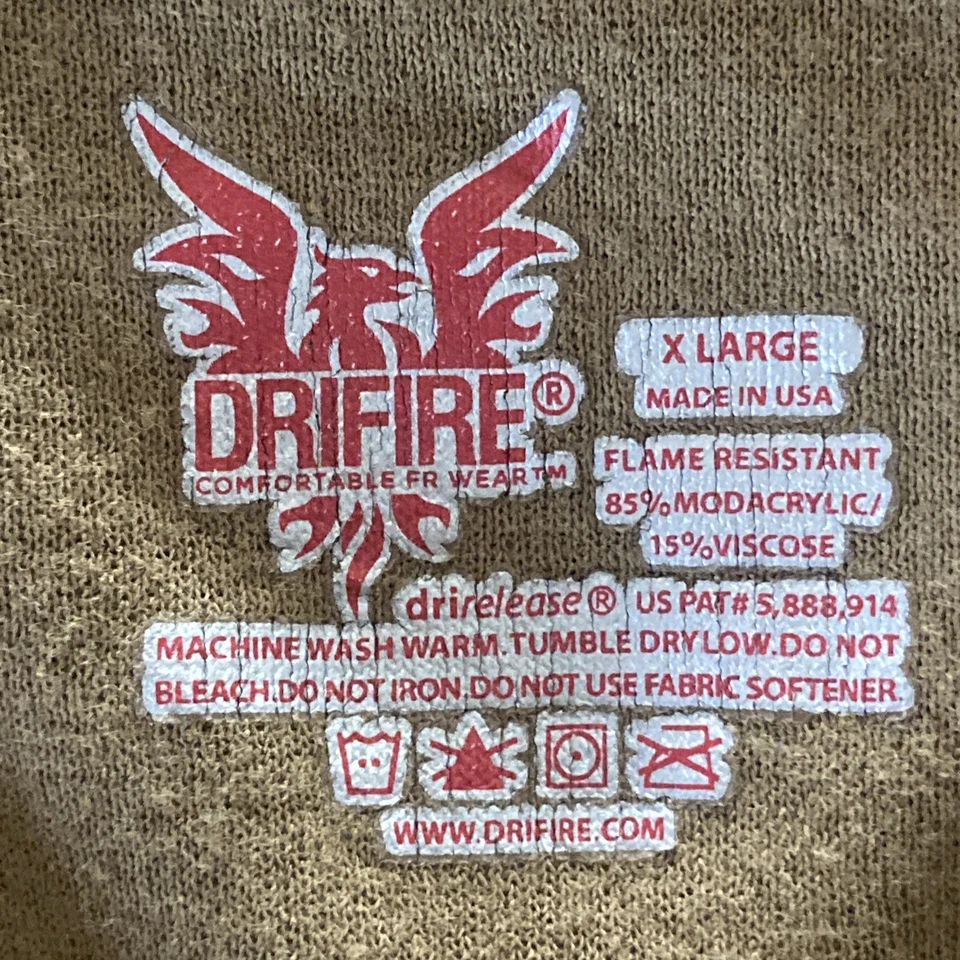 DRIFIRE®
COMFORTABLE FR WEAR™
X LARGE
MADE IN USA
FLAME RESISTANT
85%MODACRYLIC/
15%VISCOSE
drirelease® US PAT# 5,888,914
MACHINE WASH WARM.TUMBLE DRY LOW.DO NOT
BLEACH.DO NOT IRON.DO NOT USE FABRIC SOFTENER.
WWW.DRIFIRE.COM